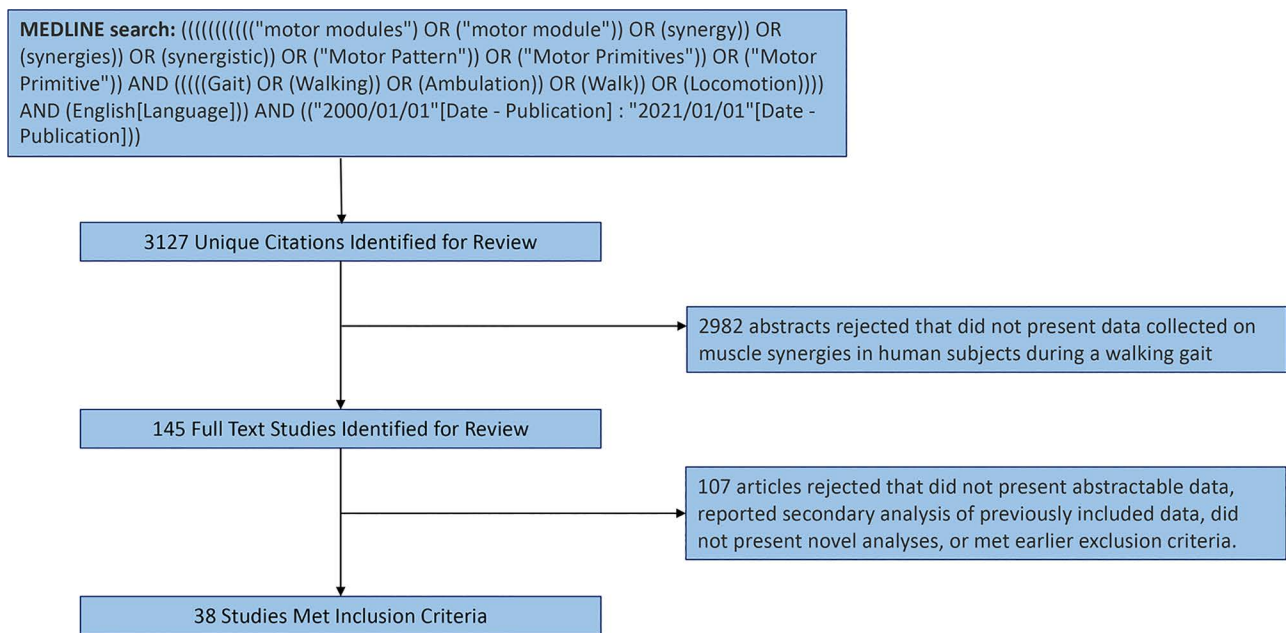 MEDLINE search: ((((((((((("motor modules") OR ("motor module")) OR (synergy)) OR
(synergies)) OR (synergistic)) OR ("Motor Pattern")) OR ("Motor Primitives")) OR ("Motor
Primitive")) AND (((((Gait) OR (Walking)) OR (Ambulation)) OR (Walk)) OR (Locomotion))))
AND (English[Language])) AND (("2000/01/01"[Date - Publication] : "2021/01/01"[Date -
Publication]))
3127 Unique Citations Identified for Review
2982 abstracts rejected that did not present data collected on
muscle synergies in human subjects during a walking gait
145 Full Text Studies Identified for Review
107 articles rejected that did not present abstractable data,
reported secondary analysis of previously included data, did
not present novel analyses, or met earlier exclusion criteria.
38 Studies Met Inclusion Criteria